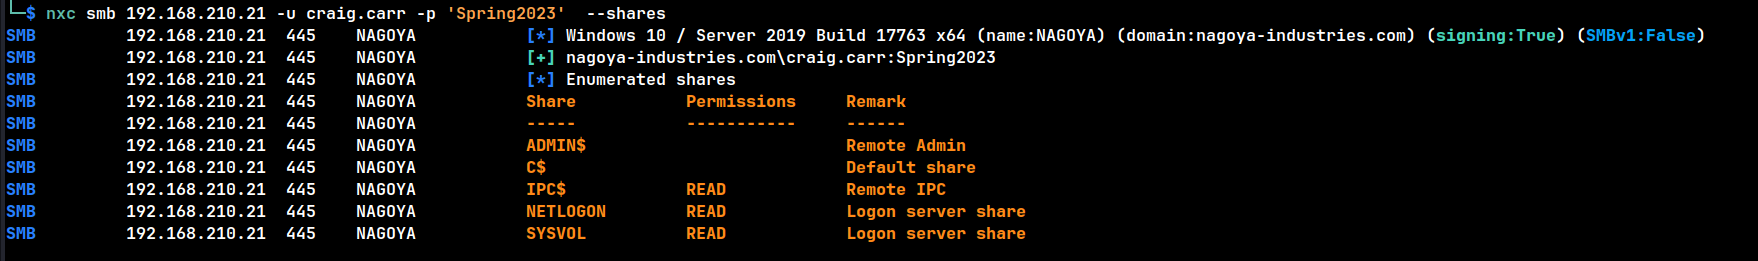 └─$ nxc smb 192.168.210.21 -u craig.carr -p 'Spring2023'  --shares
SMB         192.168.210.21  445    NAGOYA           [*] Windows 10 / Server 2019 Build 17763 x64 (name:NAGOYA) (domain:nagoya-industries.com) (signing:True) (SMBv1:False)
SMB         192.168.210.21  445    NAGOYA           [+] nagoya-industries.com\craig.carr:Spring2023
SMB         192.168.210.21  445    NAGOYA           [*] Enumerated shares
SMB         192.168.210.21  445    NAGOYA           Share           Permissions     Remark
SMB         192.168.210.21  445    NAGOYA           -----           -----------     ------
SMB         192.168.210.21  445    NAGOYA           ADMIN$                          Remote Admin
SMB         192.168.210.21  445    NAGOYA           C$                              Default share
SMB         192.168.210.21  445    NAGOYA           IPC$            READ            Remote IPC
SMB         192.168.210.21  445    NAGOYA           NETLOGON        READ            Logon server share
SMB         192.168.210.21  445    NAGOYA           SYSVOL          READ            Logon server share